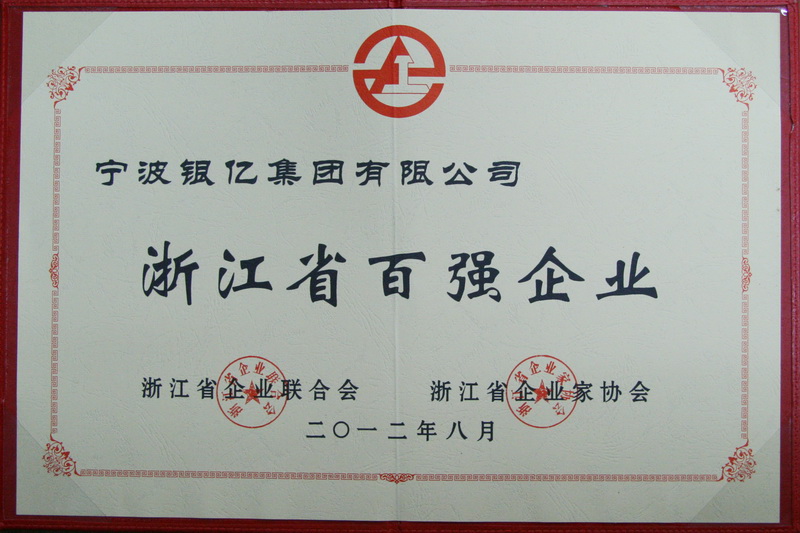 宁波银亿集团有限公司
浙江省百强企业
浙江省企业联合会 浙江省企业家协会
二〇一二年八月